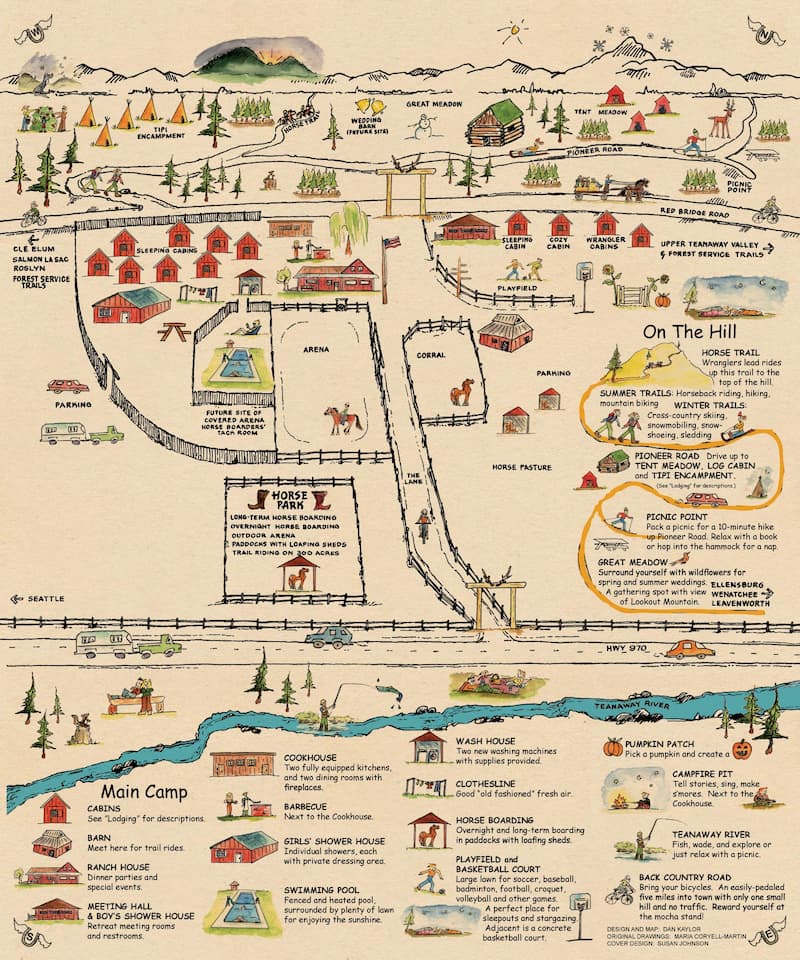 W
N
TIPI
ENCAMPMENT
HORSE TRAIL
WEDDING
BARN
(FUTURE SITE)
GREAT MEADOW
TENT MEADOW
PIONEER ROAD
PICNIC
POINT
RED BRIDGE ROAD
CLE ELUM
SALMON LA SAC
ROSLYN
FOREST SERVICE
TRAILS
SLEEPING CABINS
SLEEPING
CABIN
COZY
CABIN
WRANGLER
CABINS
UPPER TEANAWAY VALLEY
& FOREST SERVICE TRAILS
PLAYFIELD
ARENA
CORRAL
PARKING
PARKING
FUTURE SITE OF
COVERED ARENA
HORSE BOARDERS'
TACK ROOM
THE
LANE
HORSE PASTURE
HORSE
PARK
LONG-TERM HORSE BOARDING
OVERNIGHT HORSE BOARDING
OUTDOOR ARENA
PADDOCKS WITH LOAFING SHEDS
TRAIL RIDING ON 300 ACRES
On The Hill
HORSE TRAIL
Wranglers lead rides
up this trail to the
top of the hill.
SUMMER TRAILS: Horseback riding, hiking,
mountain biking
WINTER TRAILS:
Cross-country skiing,
snowmobiling, snow-
shoeing, sledding
PIONEER ROAD Drive up to
TENT MEADOW, LOG CABIN
and TIPI ENCAMPMENT.
(See "Lodging" for descriptions.)
PICNIC POINT
Pack a picnic for a 10-minute hike
up Pioneer Road. Relax with a book
or hop into the hammock for a nap.
GREAT MEADOW
Surround yourself with wildflowers for
spring and summer weddings.
A gathering spot with view
of Lookout Mountain.
ELLENSBURG
WENATCHEE
LEAVENWORTH
SEATTLE
HWY 970
TEANAWAY RIVER
Main Camp
CABINS
See "Lodging" for descriptions.
BARN
Meet here for trail rides.
RANCH HOUSE
Dinner parties and
special events.
MEETING HALL
& BOY'S SHOWER HOUSE
Retreat meeting rooms
and restrooms.
COOKHOUSE
Two fully equipped kitchens,
and two dining rooms with
fireplaces.
BARBECUE
Next to the Cookhouse.
GIRLS' SHOWER HOUSE
Individual showers, each
with private dressing area.
SWIMMING POOL
Fenced and heated pool,
surrounded by plenty of lawn
for enjoying the sunshine.
WASH HOUSE
Two new washing machines
with supplies provided.
CLOTHESLINE
Good "old fashioned" fresh air.
HORSE BOARDING
Overnight and long-term boarding
in paddocks with loafing sheds.
PLAYFIELD and
BASKETBALL COURT
Large lawn for soccer, baseball,
badminton, football, croquet,
volleyball and other games.
A perfect place for
sleepouts and stargazing.
Adjacent is a concrete
basketball court.
PUMPKIN PATCH
Pick a pumpkin and create a
CAMPFIRE PIT
Tell stories, sing, make
s'mores. Next to the
Cookhouse.
TEANAWAY RIVER
Fish, wade, and explore or
just relax with a picnic.
BACK COUNTRY ROAD
Bring your bicycles. An easily-pedaled
five miles into town with only one small
hill and no traffic. Reward yourself at
the mocha stand!
DESIGN AND MAP: DAN KAYLOR
ORIGINAL DRAWINGS: MARIA CORYELL-MARTIN
COVER DESIGN: SUSAN JOHNSON
S
E